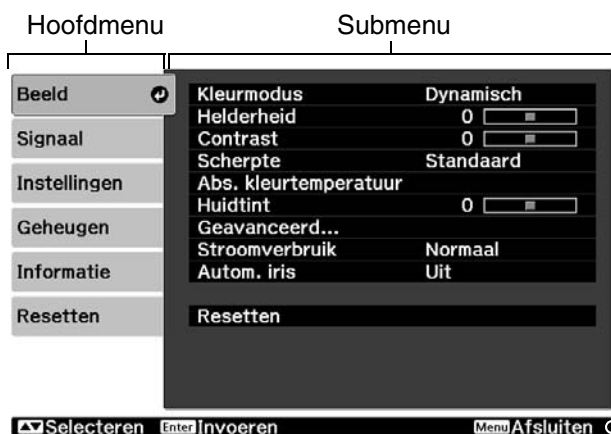 Hoofdmenu Submenu
Beeld
Signaal
Instellingen
Geheugen
Informatie
Resetten
Kleurmodus Dynamisch
Helderheid 0
Contrast 0
Scherpte Standaard
Abs. kleurtemperatuur
Huidtint 0
Geavanceerd...
Stroomverbruik Normaal
Autom. iris Uit
Resetten
Selecteren Enter Invoeren Menu Afsluiten